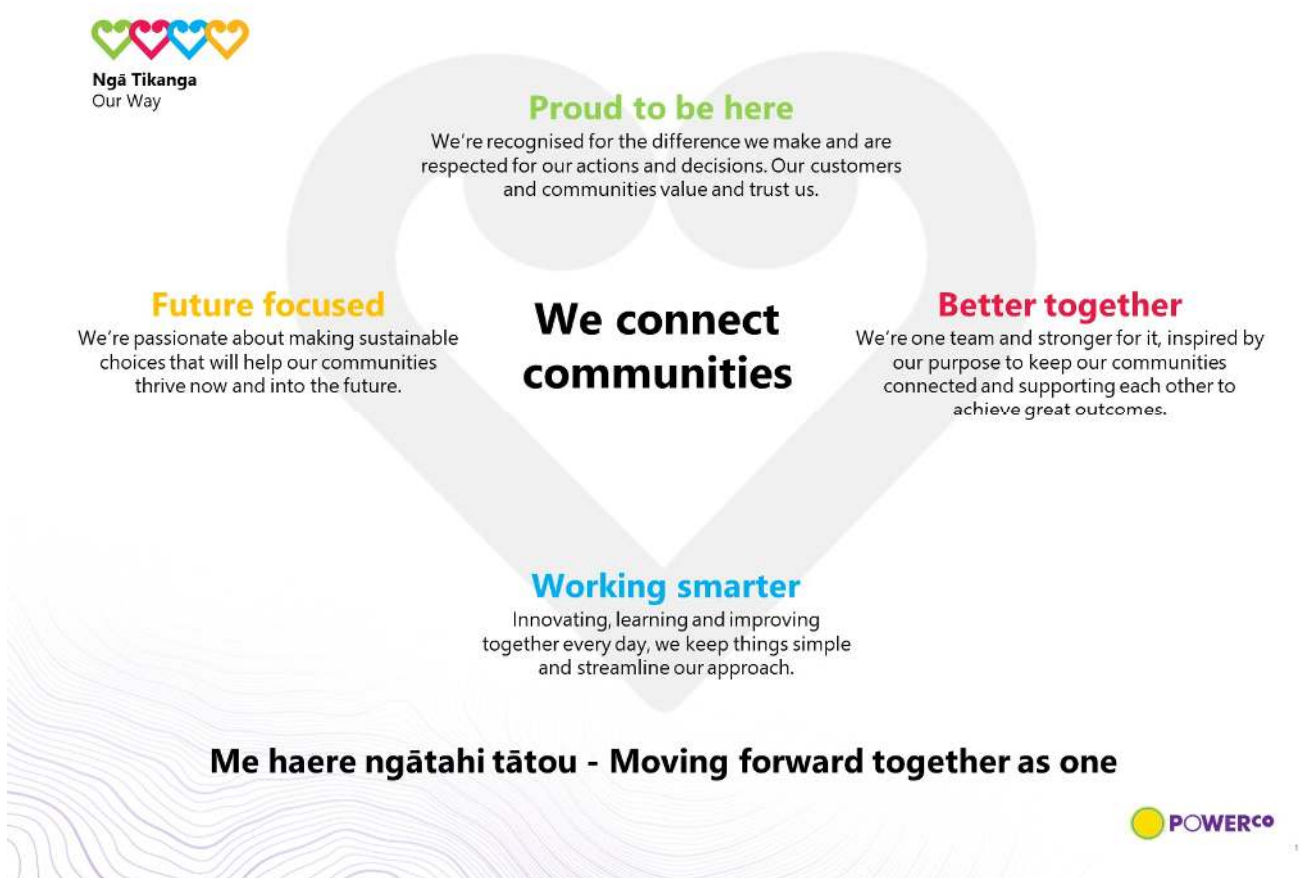 Ngā Tikanga
Our Way
Proud to be here
We're recognised for the difference we make and are
respected for our actions and decisions. Our customers
and communities value and trust us.
Future focused
We're passionate about making sustainable
choices that will help our communities
thrive now and into the future.
We connect
communities
Better together
We're one team and stronger for it, inspired by
our purpose to keep our communities
connected and supporting each other to
achieve great outcomes.
Working smarter
Innovating, learning and improving
together every day, we keep things simple
and streamline our approach.
Me haere ngātahi tātou - Moving forward together as one
POWERCO
1